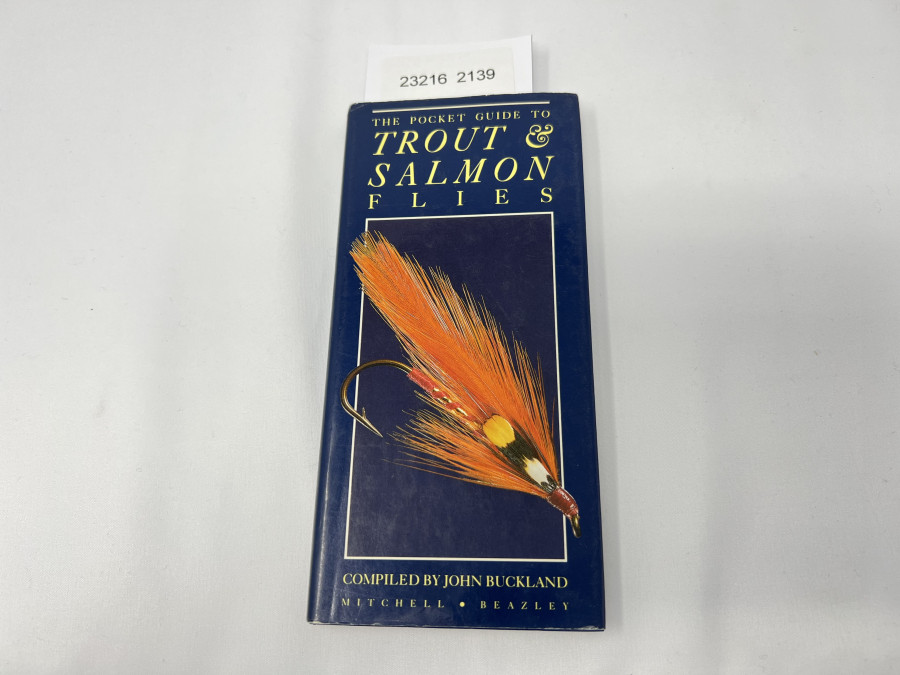 23216 2139
THE POCKET GUIDE TO
TROUT &
SALMON
FLIES
COMPILED BY JOHN BUCKLAND
MITCHELL • BEAZLEY